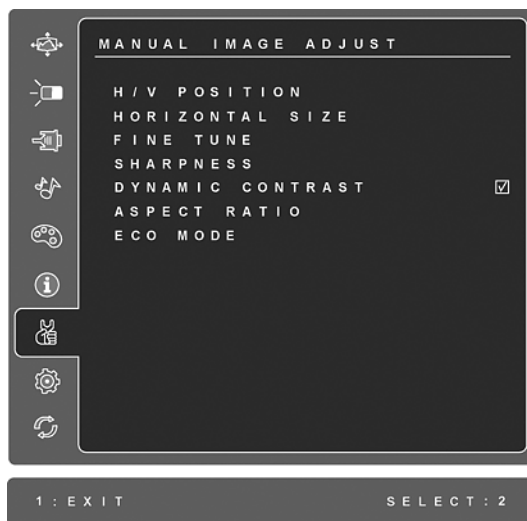 MANUAL IMAGE ADJUST
H/V POSITION
HORIZONTAL SIZE
FINE TUNE
SHARPNESS
DYNAMIC CONTRAST
ASPECT RATIO
ECO MODE
1:EXIT SELECT:2